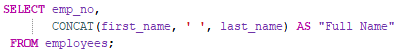 SELECT emp_no,
CONCAT(first_name, ' ', last_name) AS "Full Name"
FROM employees;